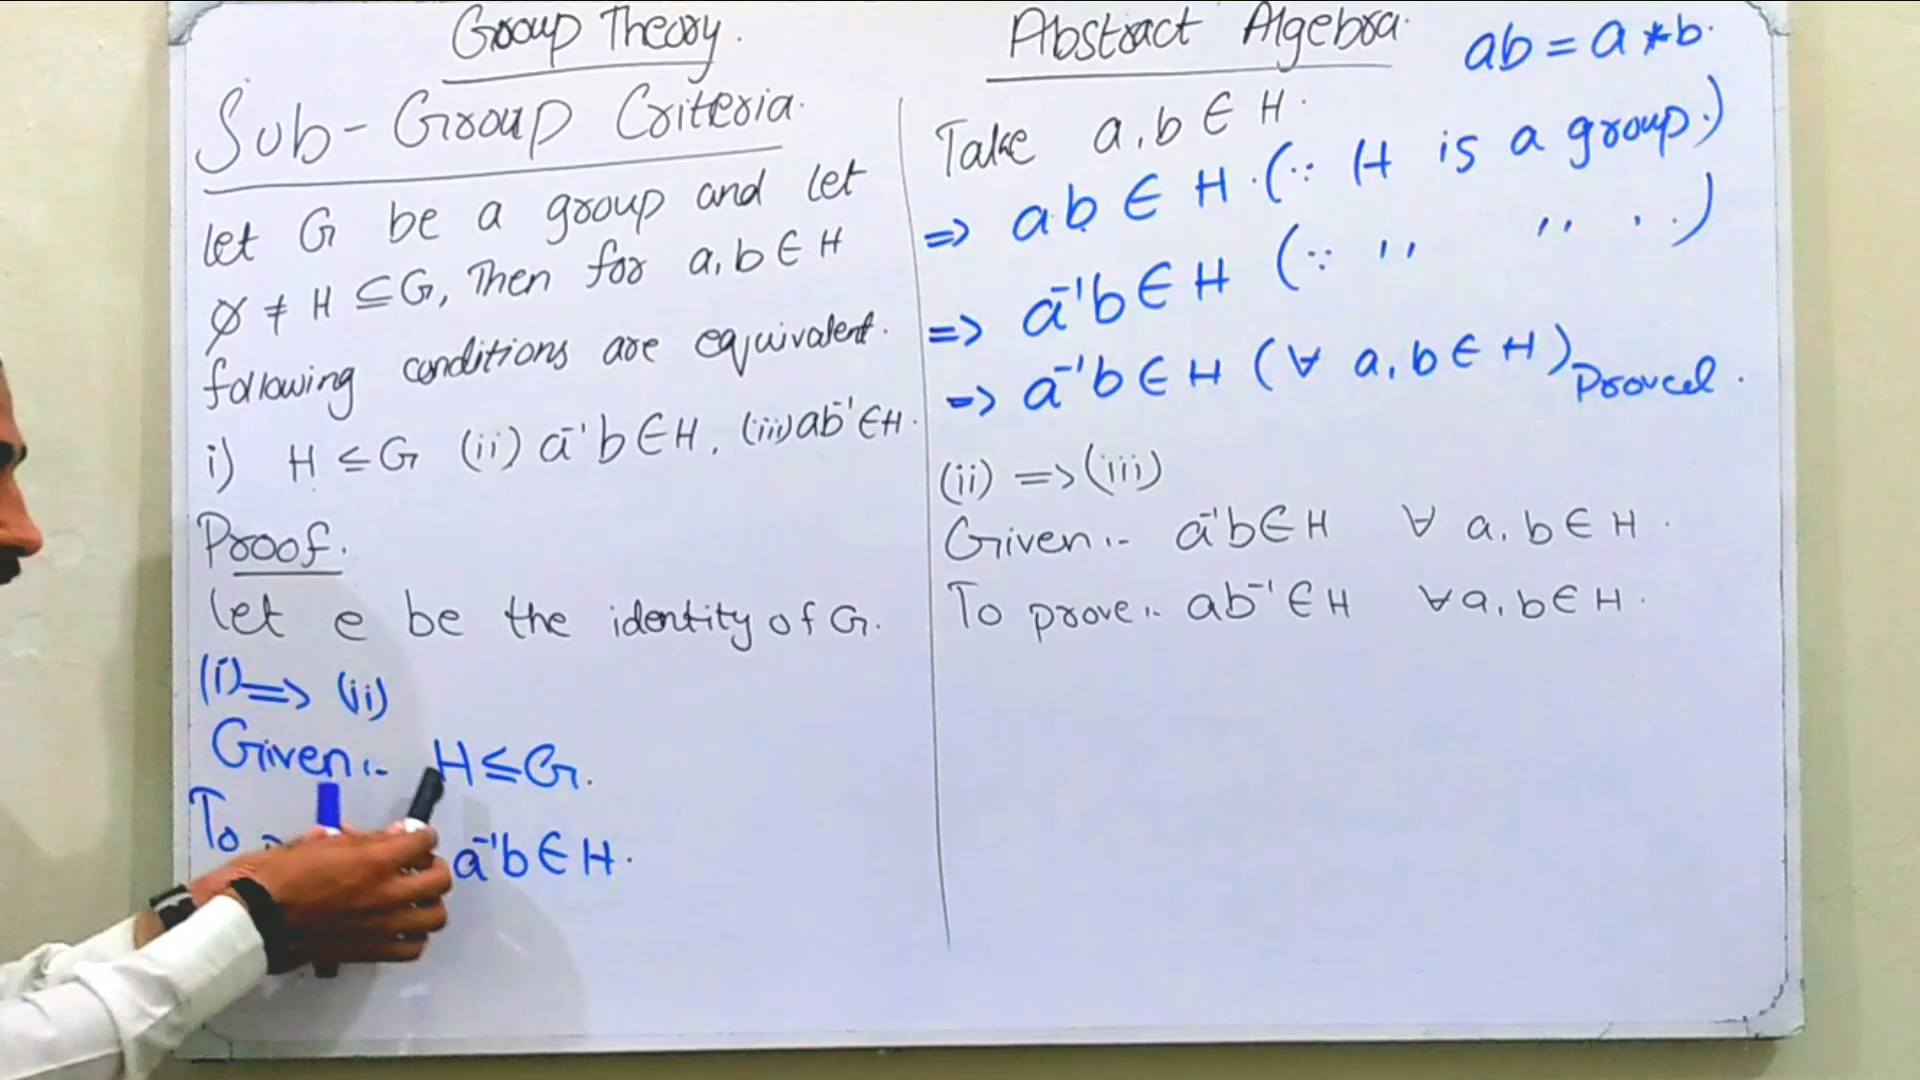 Group Theory.
Sub-Group Criteria.
Let G be a group and let
∅ ≠ H ⊆ G, Then for a, b ∈ H
following conditions are equivalent.
i) H ≤ G (ii) a⁻¹b ∈ H, (iii) ab⁻¹ ∈ H.
Proof.
Let e be the identity of G.
(i) => (ii)
Given:- H ≤ G.
To
a⁻¹b ∈ H.
Abstract Algebra.
ab = a * b.
Take a, b ∈ H.
=> ab ∈ H. (∵ H is a group.)
=> a⁻¹b ∈ H (∵ ,, ,, ..)
=> a⁻¹b ∈ H (∀ a, b ∈ H) Proved.
(ii) => (iii)
Given:- a⁻¹b ∈ H ∀ a, b ∈ H.
To prove:- ab⁻¹ ∈ H ∀ a, b ∈ H.